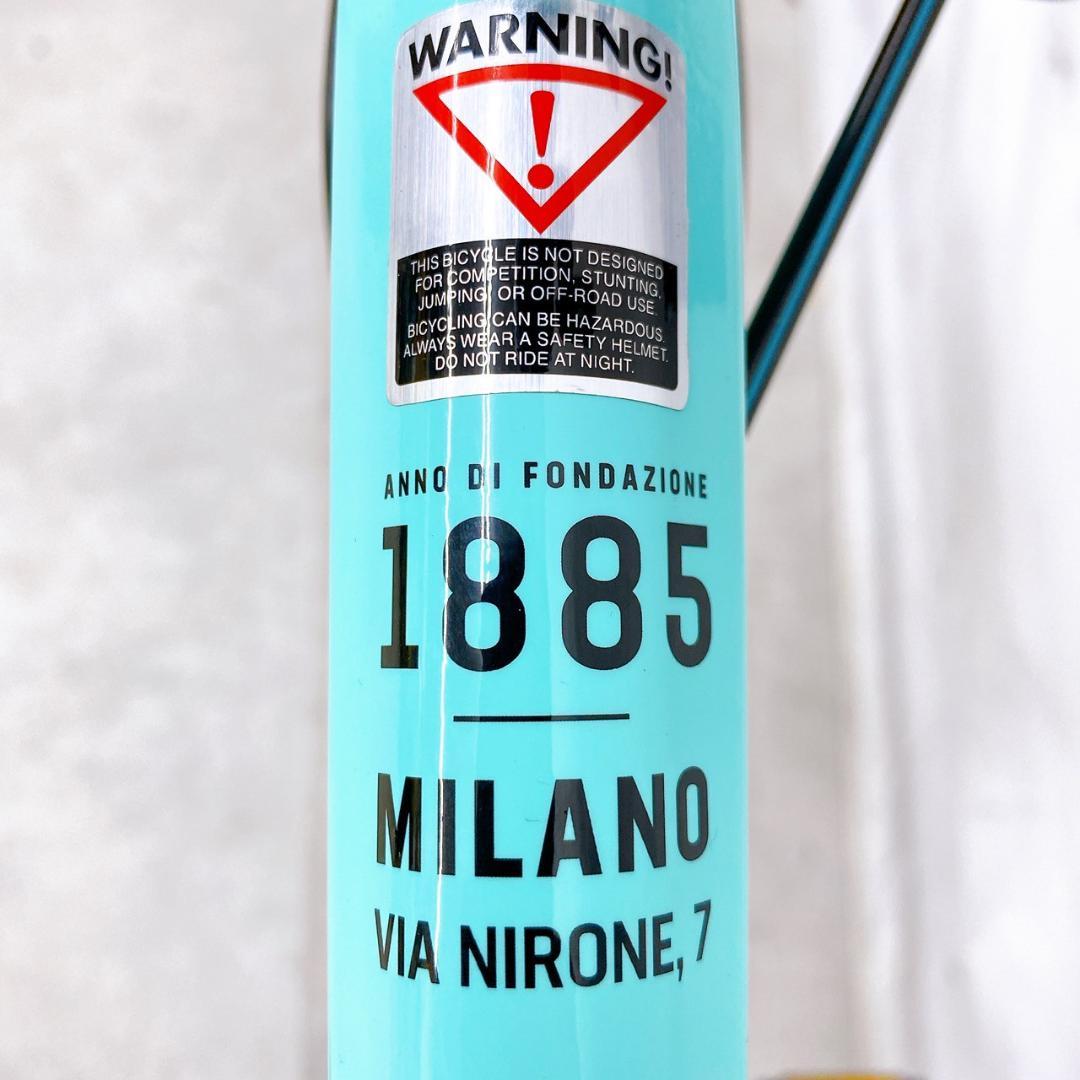 WARNING!
!
THIS BICYCLE IS NOT DESIGNED
FOR COMPETITION, STUNTING,
JUMPING, OR OFF-ROAD USE.
BICYCLING CAN BE HAZARDOUS.
ALWAYS WEAR A SAFETY HELMET.
DO NOT RIDE AT NIGHT.
ANNO DI FONDAZIONE
1885
MILANO
VIA NIRONE, 7